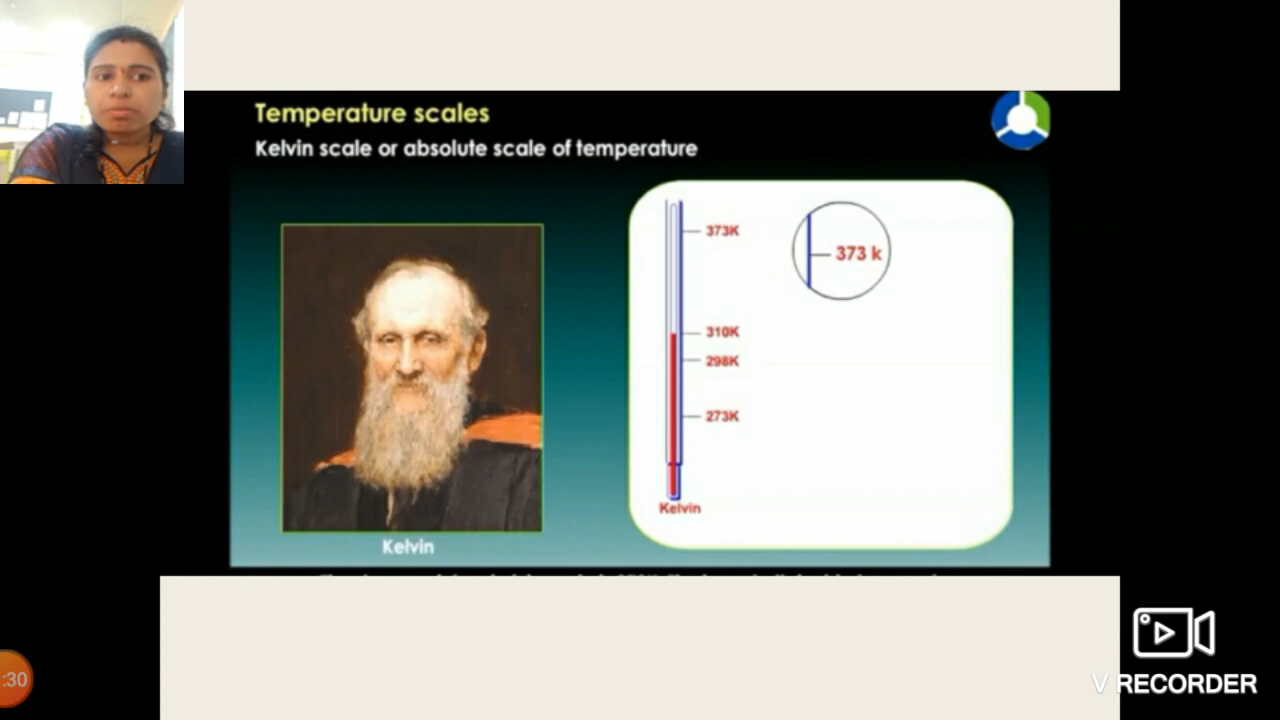 Temperature scales
Kelvin scale or absolute scale of temperature
373K
373 k
310K
298K
273K
Kelvin
Kelvin
:30
V RECORDER